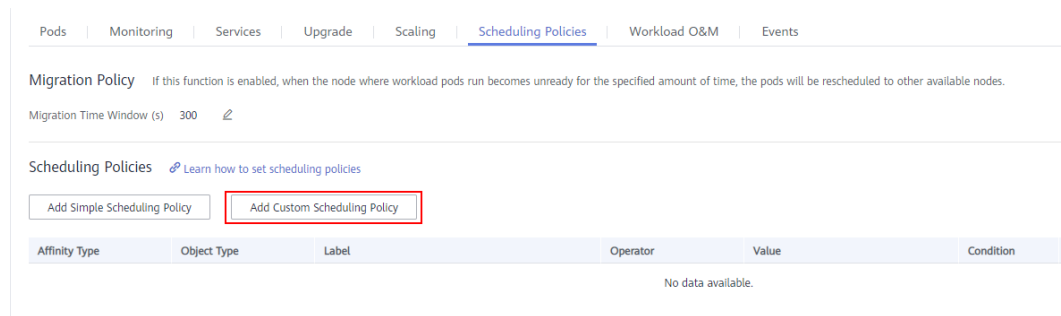 Pods Monitoring Services Upgrade Scaling Scheduling Policies Workload O&M Events
Migration Policy If this function is enabled, when the node where workload pods run becomes unready for the specified amount of time, the pods will be rescheduled to other available nodes.
Migration Time Window (s) 300
Scheduling Policies Learn how to set scheduling policies
Add Simple Scheduling Policy Add Custom Scheduling Policy
Affinity Type Object Type Label Operator Value Condition
No data available.